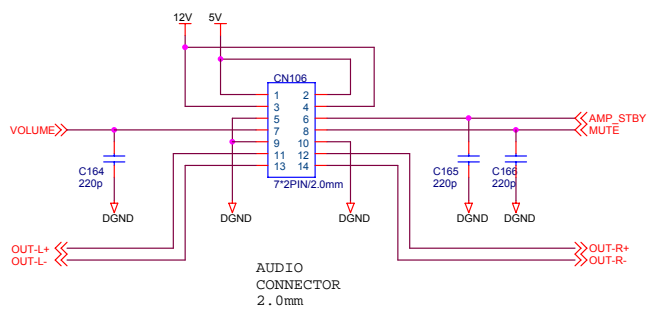 12V 5V
CN106
1 2
3 4
5 6
7 8
9 10
11 12
13 14
7*2PIN/2.0mm
VOLUME
AMP_STBY
MUTE
C164
220p
C165
220p
C166
220p
DGND DGND DGND DGND DGND
OUT-L+
OUT-L-
OUT-R+
OUT-R-
AUDIO
CONNECTOR
2.0mm